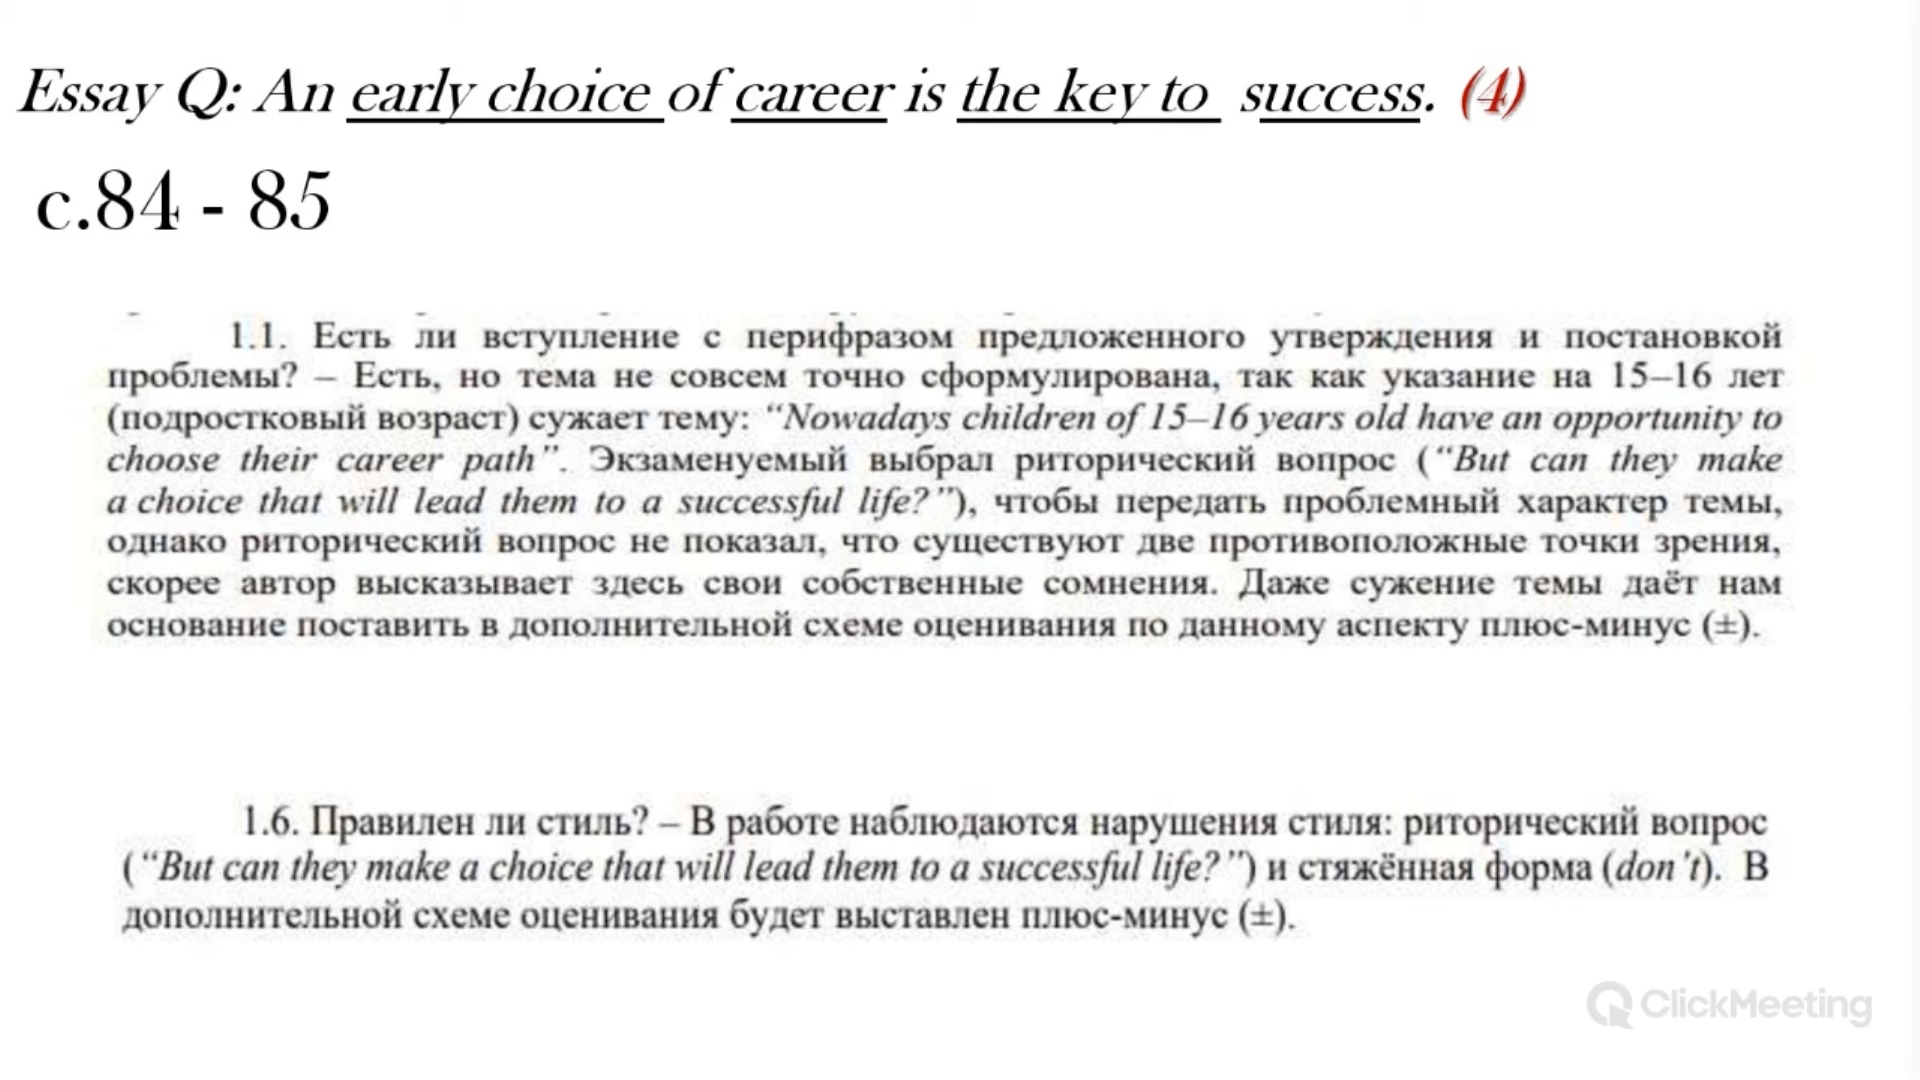 Essay Q: An early choice of career is the key to success. (4)
с.84 - 85
1.1. Есть ли вступление с перифразом предложенного утверждения и постановкой
проблемы? – Есть, но тема не совсем точно сформулирована, так как указание на 15–16 лет
(подростковый возраст) сужает тему: “Nowadays children of 15–16 years old have an opportunity to
choose their career path”. Экзаменуемый выбрал риторический вопрос (“But can they make
a choice that will lead them to a successful life?”), чтобы передать проблемный характер темы,
однако риторический вопрос не показал, что существуют две противоположные точки зрения,
скорее автор высказывает здесь свои собственные сомнения. Даже сужение темы даёт нам
основание поставить в дополнительной схеме оценивания по данному аспекту плюс-минус (±).
1.6. Правилен ли стиль? – В работе наблюдаются нарушения стиля: риторический вопрос
(“But can they make a choice that will lead them to a successful life?”) и стяжённая форма (don’t). В
дополнительной схеме оценивания будет выставлен плюс-минус (±).
ClickMeeting